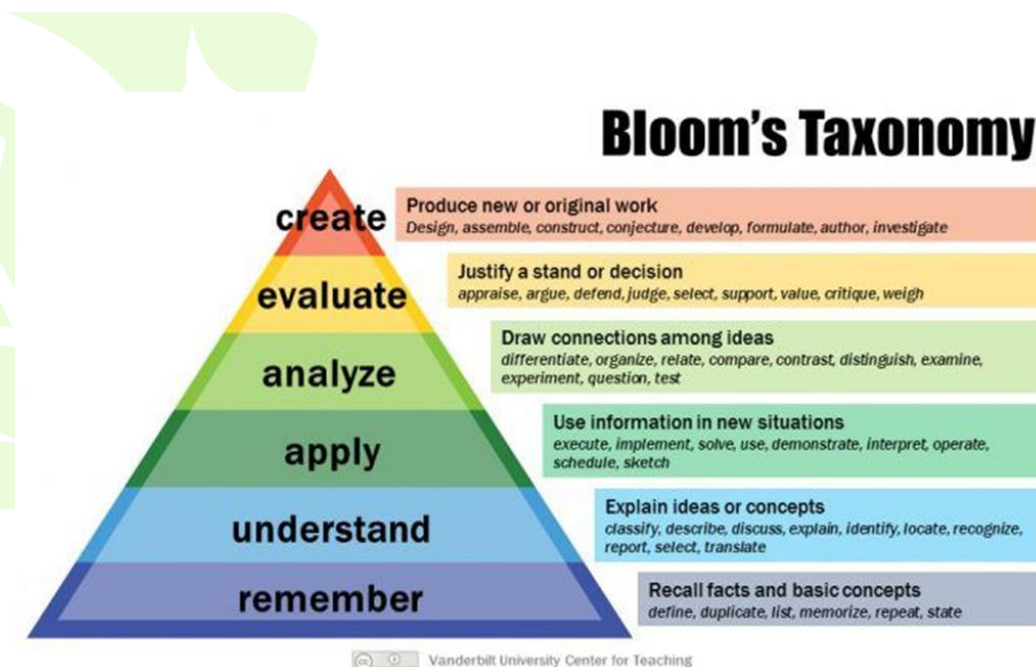 Bloom's Taxonomy
create
Produce new or original work
Design, assemble, construct, conjecture, develop, formulate, author, investigate
evaluate
Justify a stand or decision
appraise, argue, defend, judge, select, support, value, critique, weigh
analyze
Draw connections among ideas
differentiate, organize, relate, compare, contrast, distinguish, examine,
experiment, question, test
apply
Use information in new situations
execute, implement, solve, use, demonstrate, interpret, operate,
schedule, sketch
understand
Explain ideas or concepts
classify, describe, discuss, explain, identify, locate, recognize,
report, select, translate
remember
Recall facts and basic concepts
define, duplicate, list, memorize, repeat, state
cc
Vanderbilt University Center for Teaching